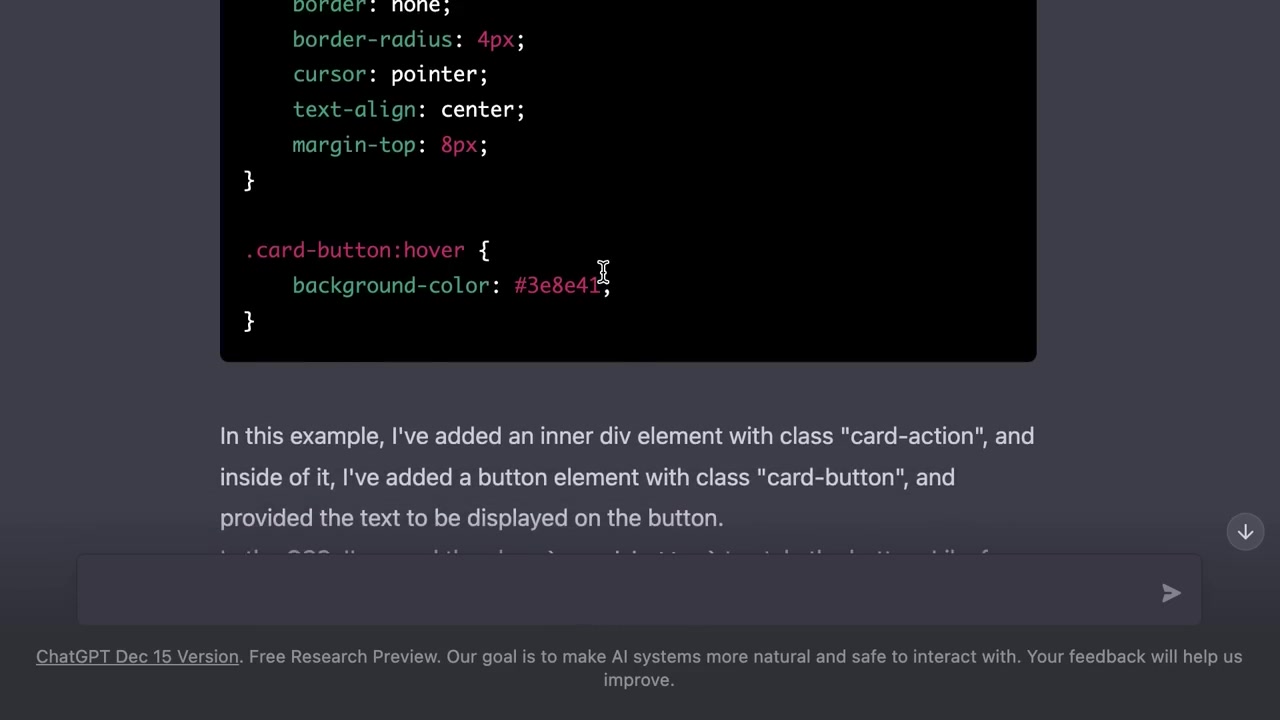 border: none;
border-radius: 4px;
cursor: pointer;
text-align: center;
margin-top: 8px;
}
.card-button:hover {
background-color: #3e8e41;
}
In this example, I've added an inner div element with class "card-action", and
inside of it, I've added a button element with class "card-button", and
provided the text to be displayed on the button.
ChatGPT Dec 15 Version. Free Research Preview. Our goal is to make AI systems more natural and safe to interact with. Your feedback will help us
improve.